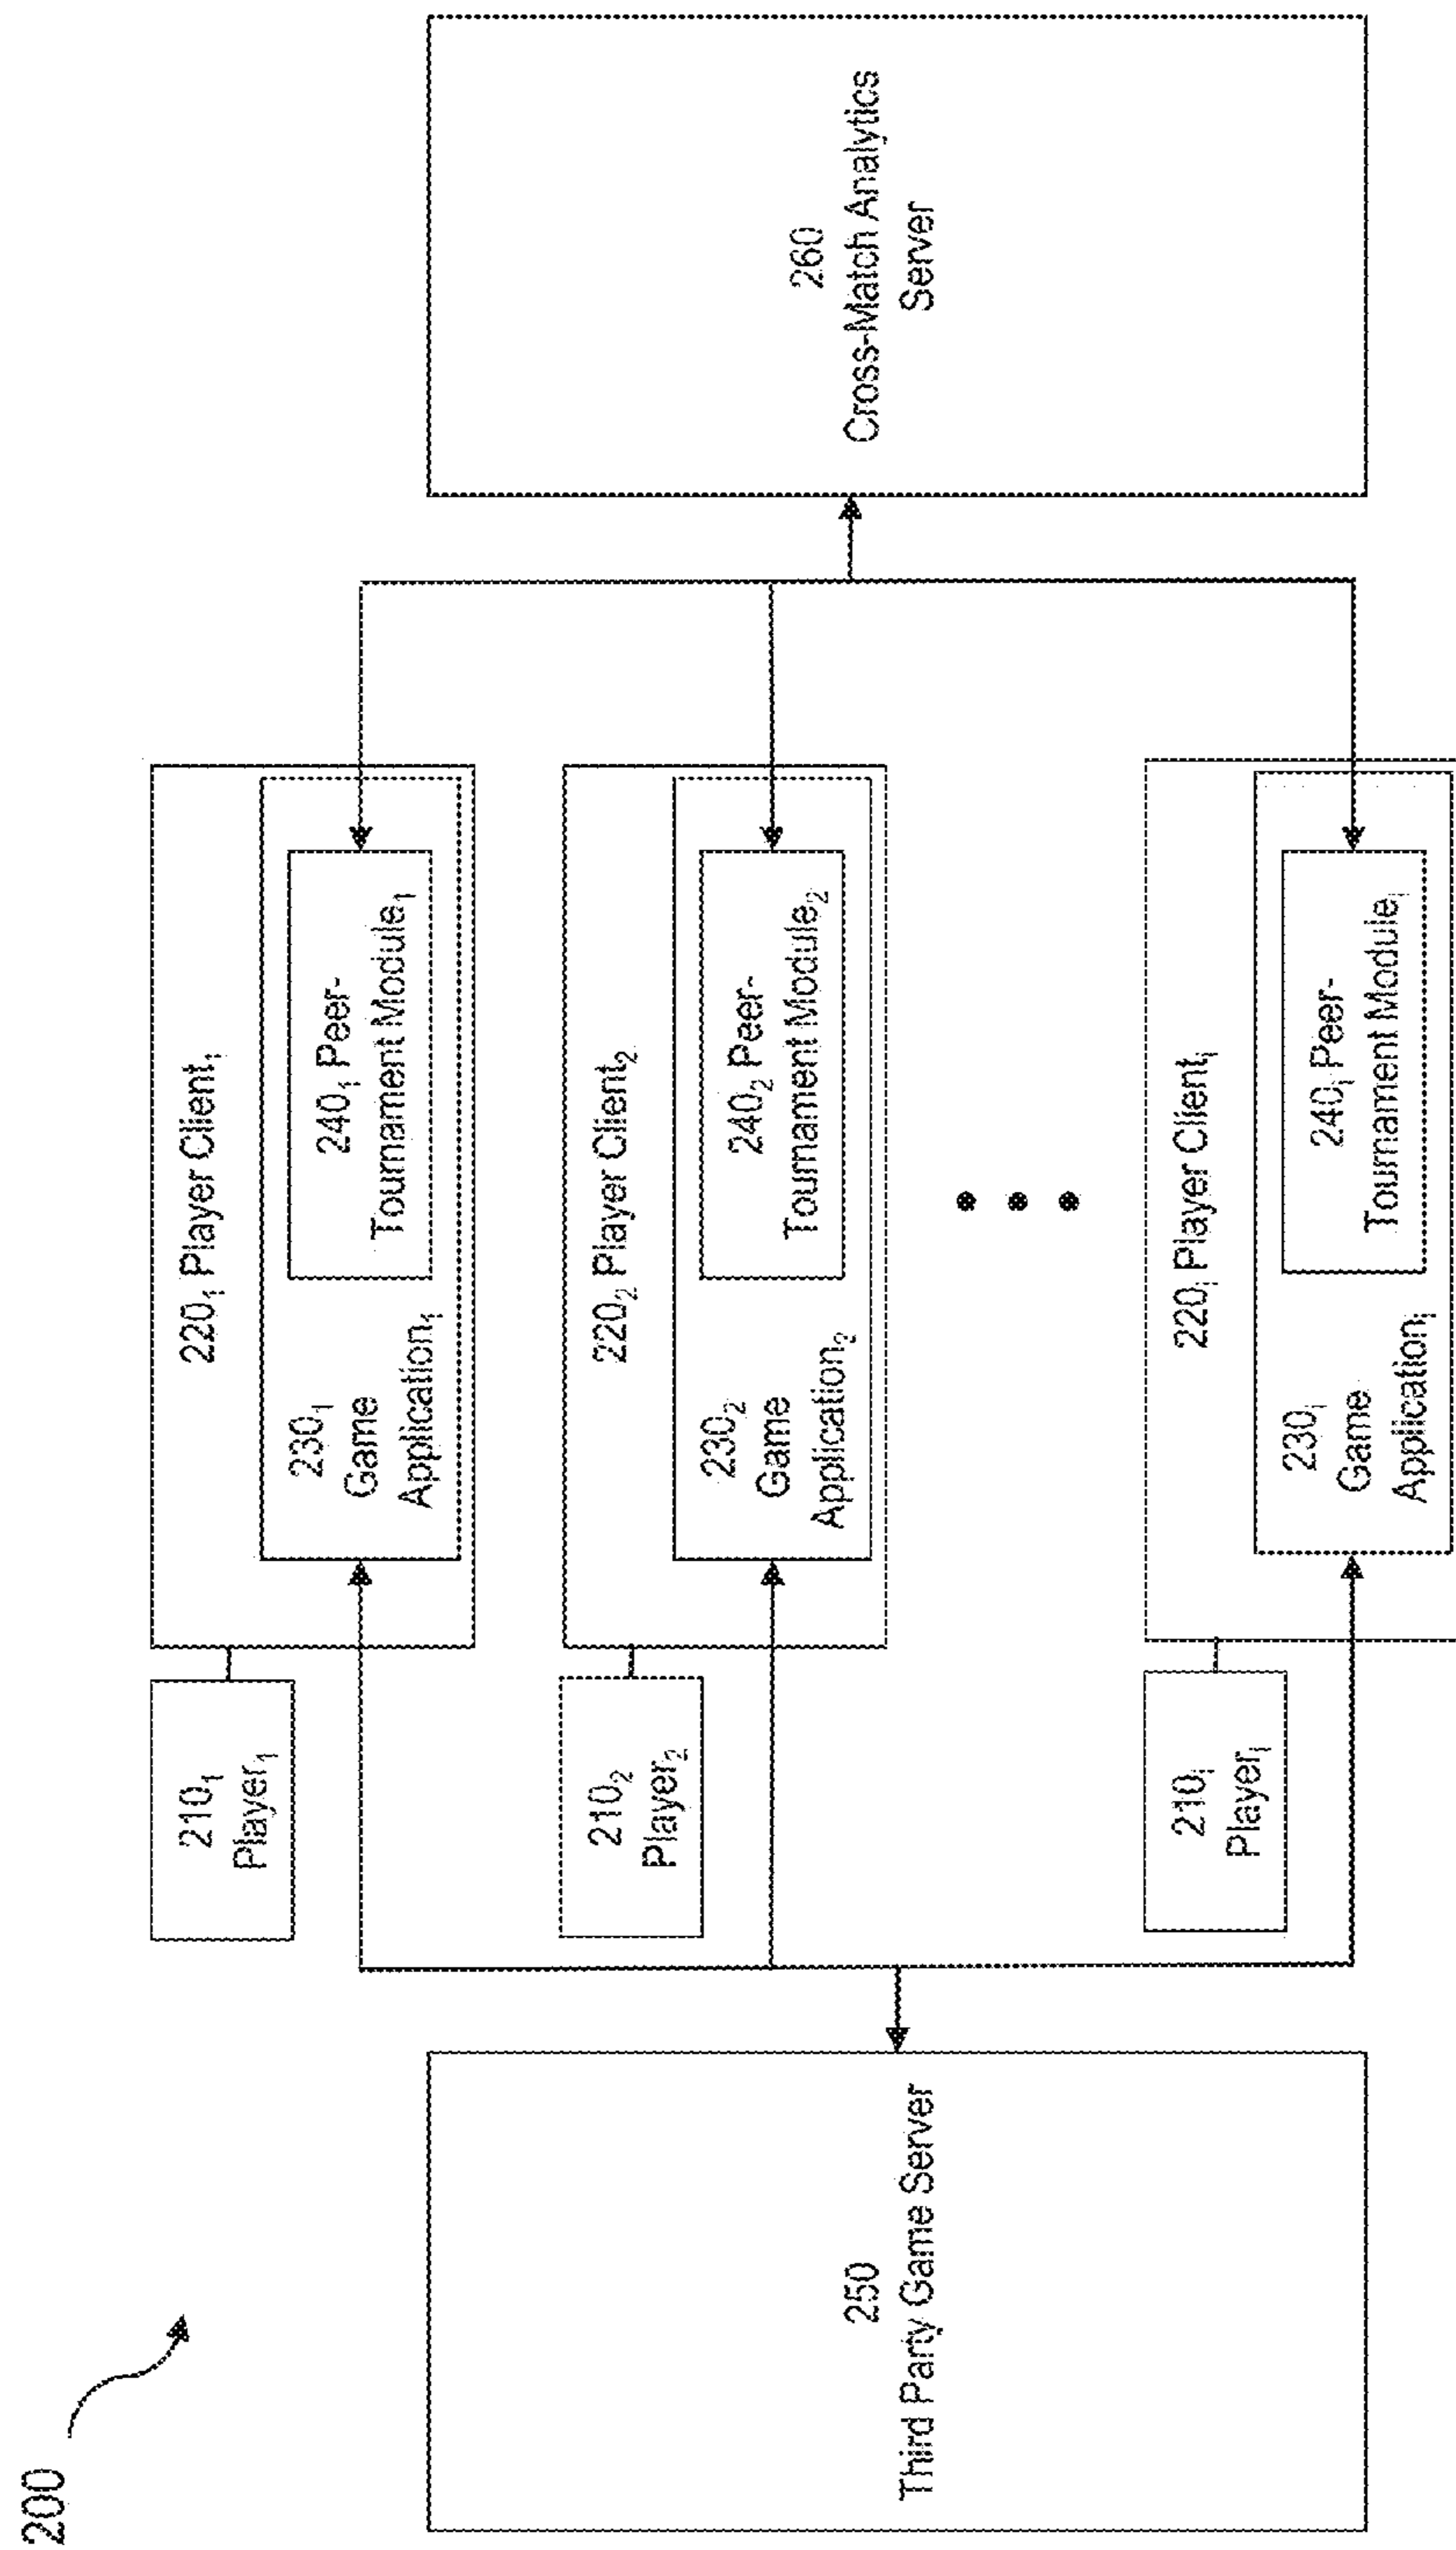 200
250
Third Party Game Server
210₁
Player₁
220₁ Player Client₁
230₁
Game
Application₁
240₁ Peer-
Tournament Module₁
210₂
Player₂
220₂ Player Client₂
230₂
Game
Application₂
240₂ Peer-
Tournament Module₂
210ᵢ
Playerᵢ
220ᵢ Player Clientᵢ
230ᵢ
Game
Applicationᵢ
240ᵢ Peer-
Tournament Moduleᵢ
260
Cross-Match Analytics
Server